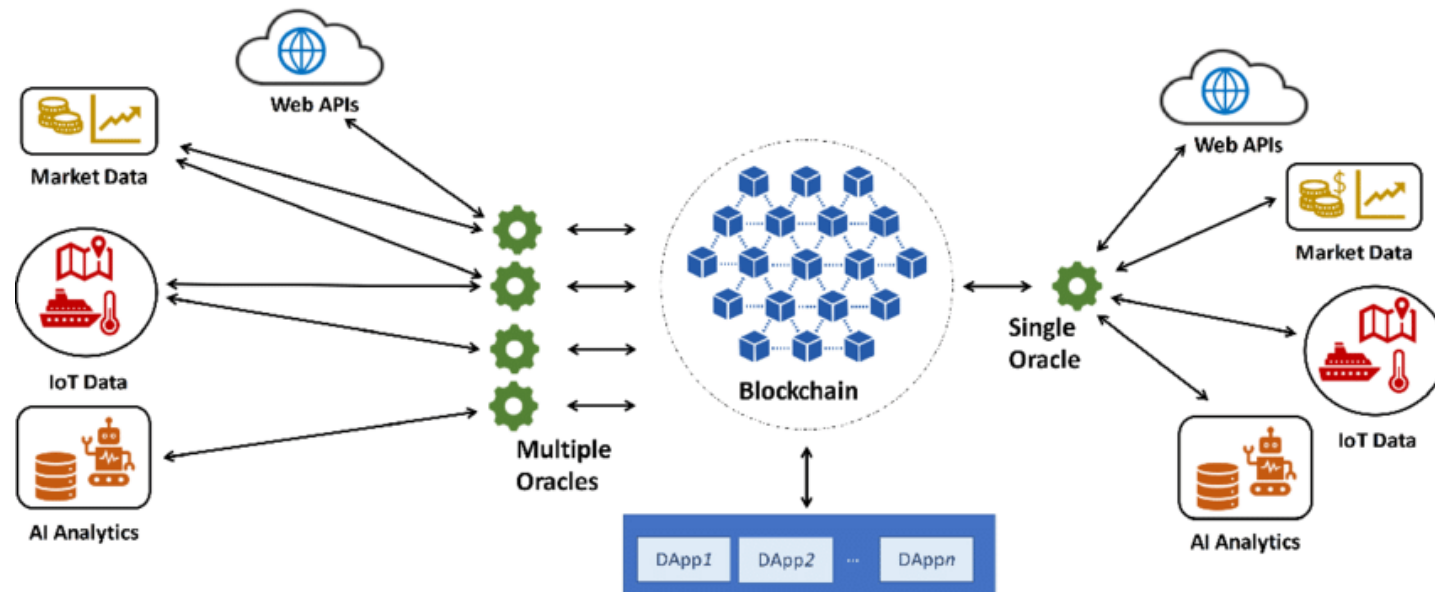 Web APIs
Market Data
IoT Data
AI Analytics
Multiple
Oracles
Blockchain
DApp1
DApp2
...
DAppn
Single
Oracle
Web APIs
$
Market Data
IoT Data
AI Analytics